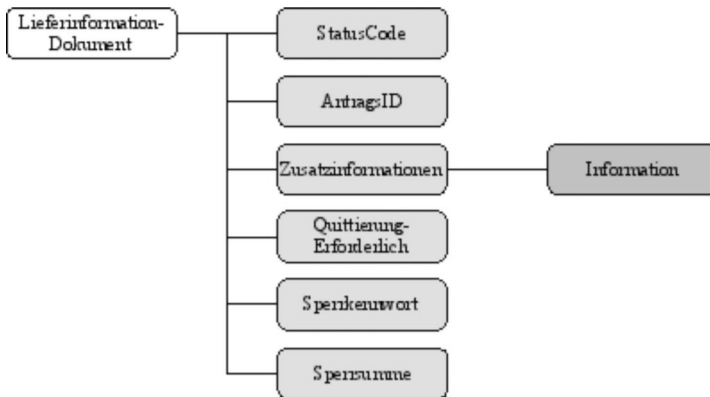 Lieferinformation-
Dokument
StatusCode
AntragsID
Zusatzinformationen
Information
Quittierung-
Erforderlich
Sperrkennwort
Sperrsumme